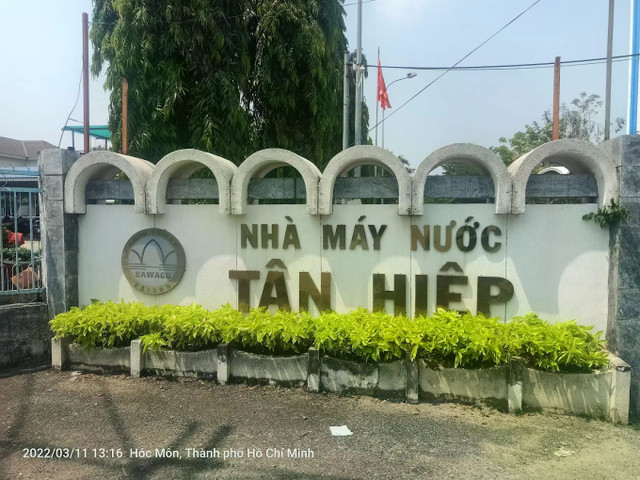 NHÀ MÁY NƯỚC
TÂN HIỆP
SAWACO
2022/03/11 13:16 Hóc Môn, Thành phố Hồ Chí Minh